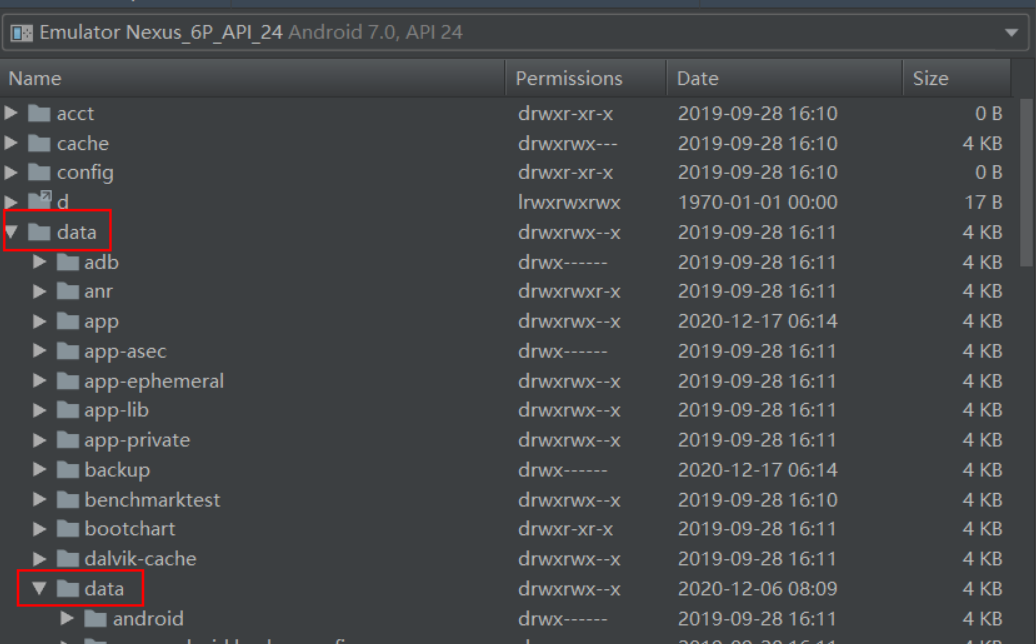 Emulator Nexus_6P_API_24 Android 7.0, API 24
Name Permissions Date Size
acct drwxr-xr-x 2019-09-28 16:10 0 B
cache drwxrwx--- 2019-09-28 16:10 4 KB
config drwxr-xr-x 2019-09-28 16:10 0 B
d lrwxrwxrwx 1970-01-01 00:00 17 B
data drwxrwx--x 2019-09-28 16:11 4 KB
adb drwx------ 2019-09-28 16:11 4 KB
anr drwxrwxr-x 2019-09-28 16:11 4 KB
app drwxrwx--x 2020-12-17 06:14 4 KB
app-asec drwx------ 2019-09-28 16:11 4 KB
app-ephemeral drwxrwx--x 2019-09-28 16:11 4 KB
app-lib drwxrwx--x 2019-09-28 16:11 4 KB
app-private drwxrwx--x 2019-09-28 16:11 4 KB
backup drwx------ 2020-12-17 06:14 4 KB
benchmarktest drwxrwx--x 2019-09-28 16:10 4 KB
bootchart drwxr-xr-x 2019-09-28 16:11 4 KB
dalvik-cache drwxrwx--x 2019-09-28 16:11 4 KB
data drwxrwx--x 2020-12-06 08:09 4 KB
android drwx------ 2019-09-28 16:11 4 KB